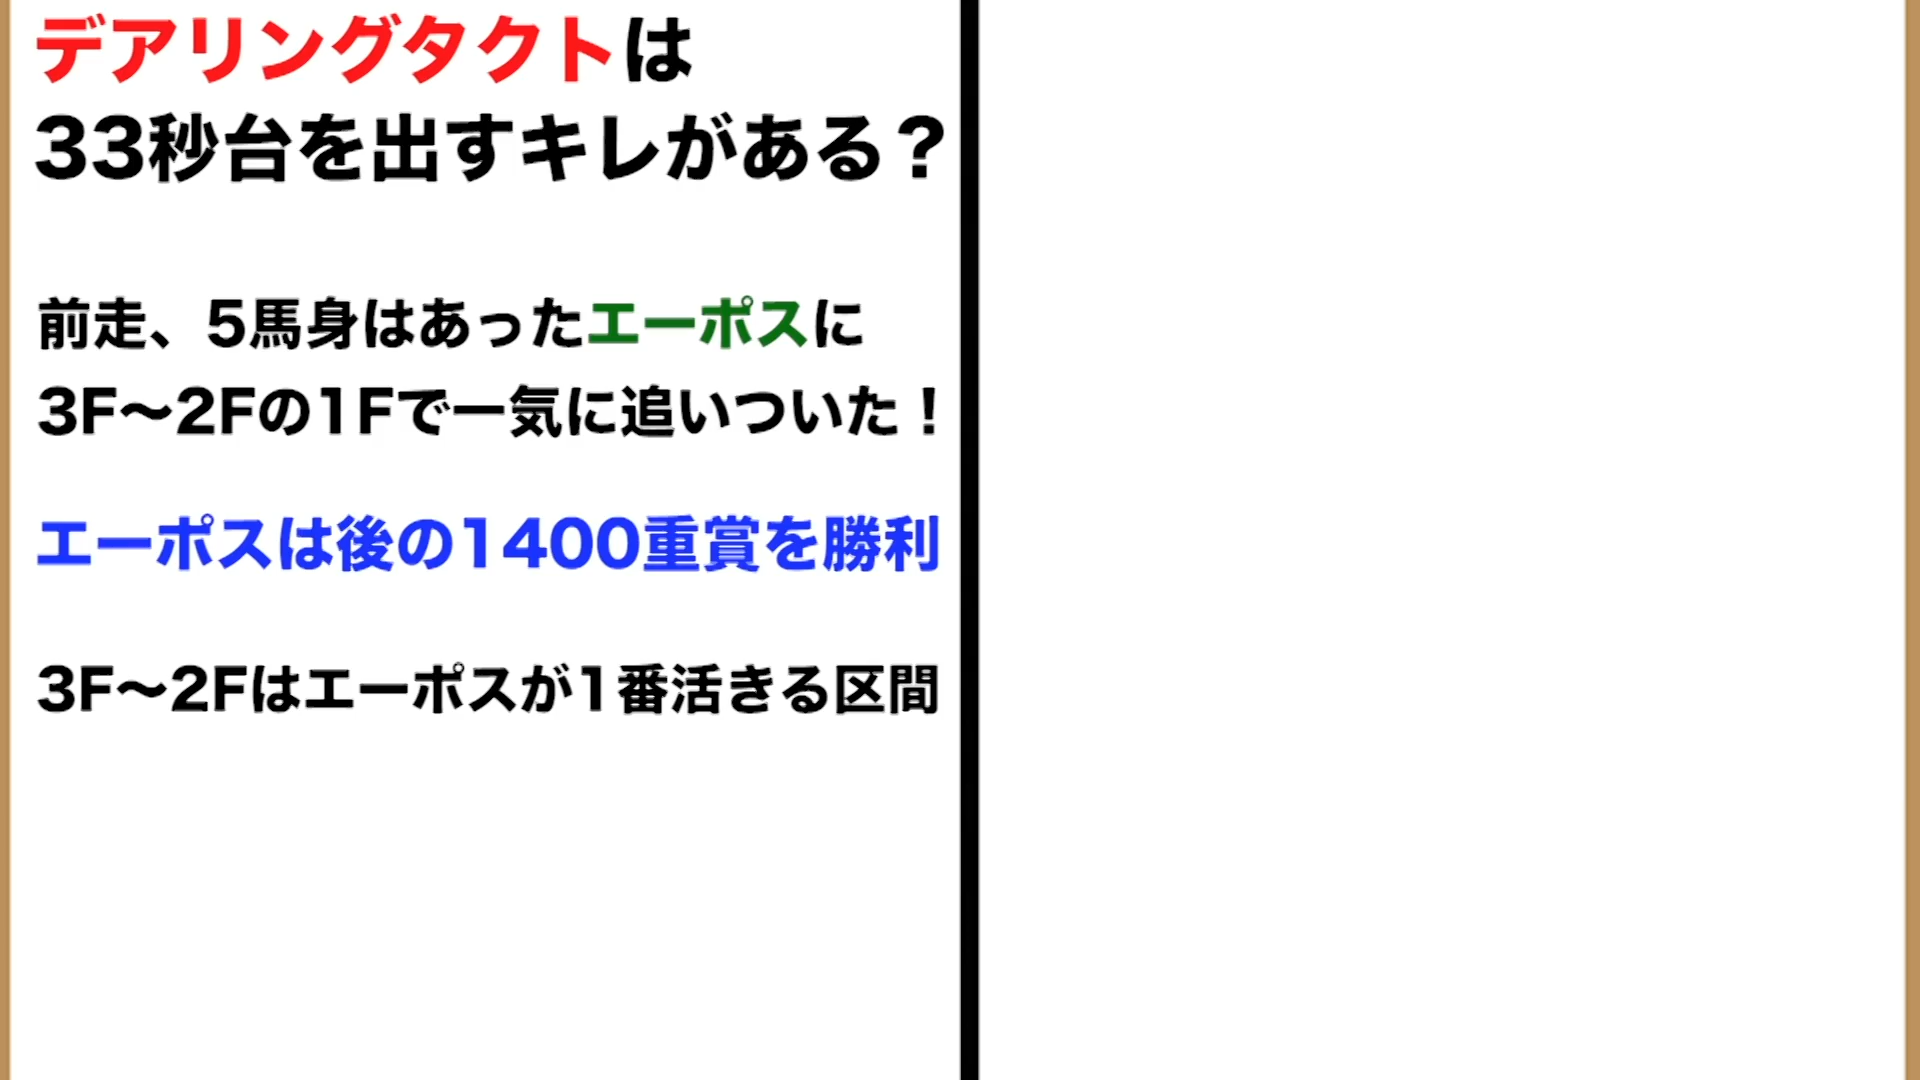 デアリングタクトは
33秒台を出すキレがある？
前走、5馬身はあったエーポスに
3F〜2Fの1Fで一気に追いついた！
エーポスは後の1400重賞を勝利
3F〜2Fはエーポスが1番活きる区間